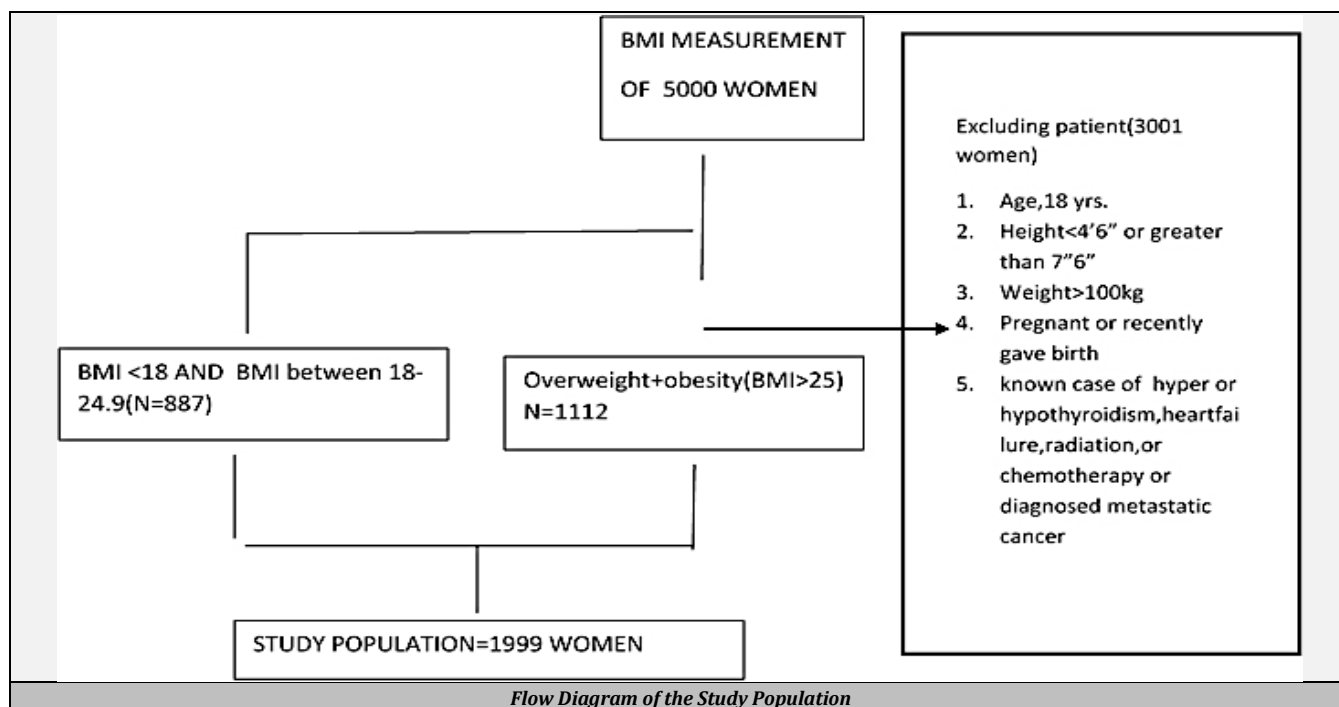 BMI MEASUREMENT
OF 5000 WOMEN
Excluding patient(3001
women)
1. Age,18 yrs.
2. Height<4'6" or greater
than 7"6"
3. Weight>100kg
4. Pregnant or recently
gave birth
5. known case of hyper or
hypothyroidism,heartfai
lure,radiation,or
chemotherapy or
diagnosed metastatic
cancer
BMI <18 AND BMI between 18-
24.9(N=887)
Overweight+obesity(BMI>25)
N=1112
STUDY POPULATION=1999 WOMEN
Flow Diagram of the Study Population